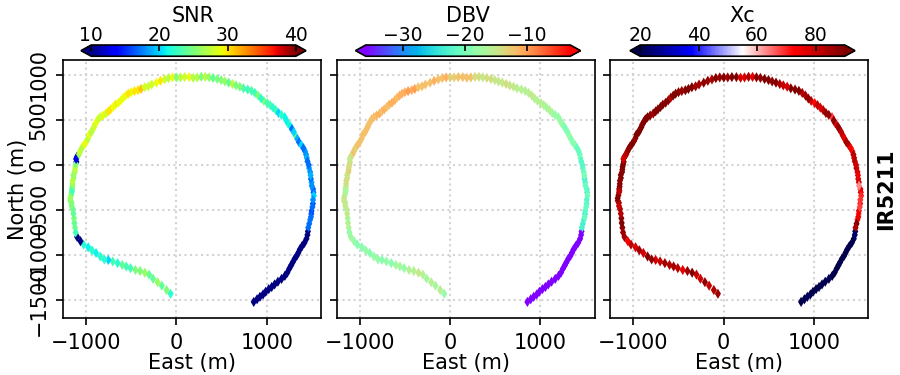 SNR DBV Xc
10 20 30 40 −30 −20 −10 20 40 60 80
North (m)
1000
500
0
−500
−1000
−1500
IR5211
−1000 0 1000 −1000 0 1000 −1000 0 1000
East (m) East (m) East (m)